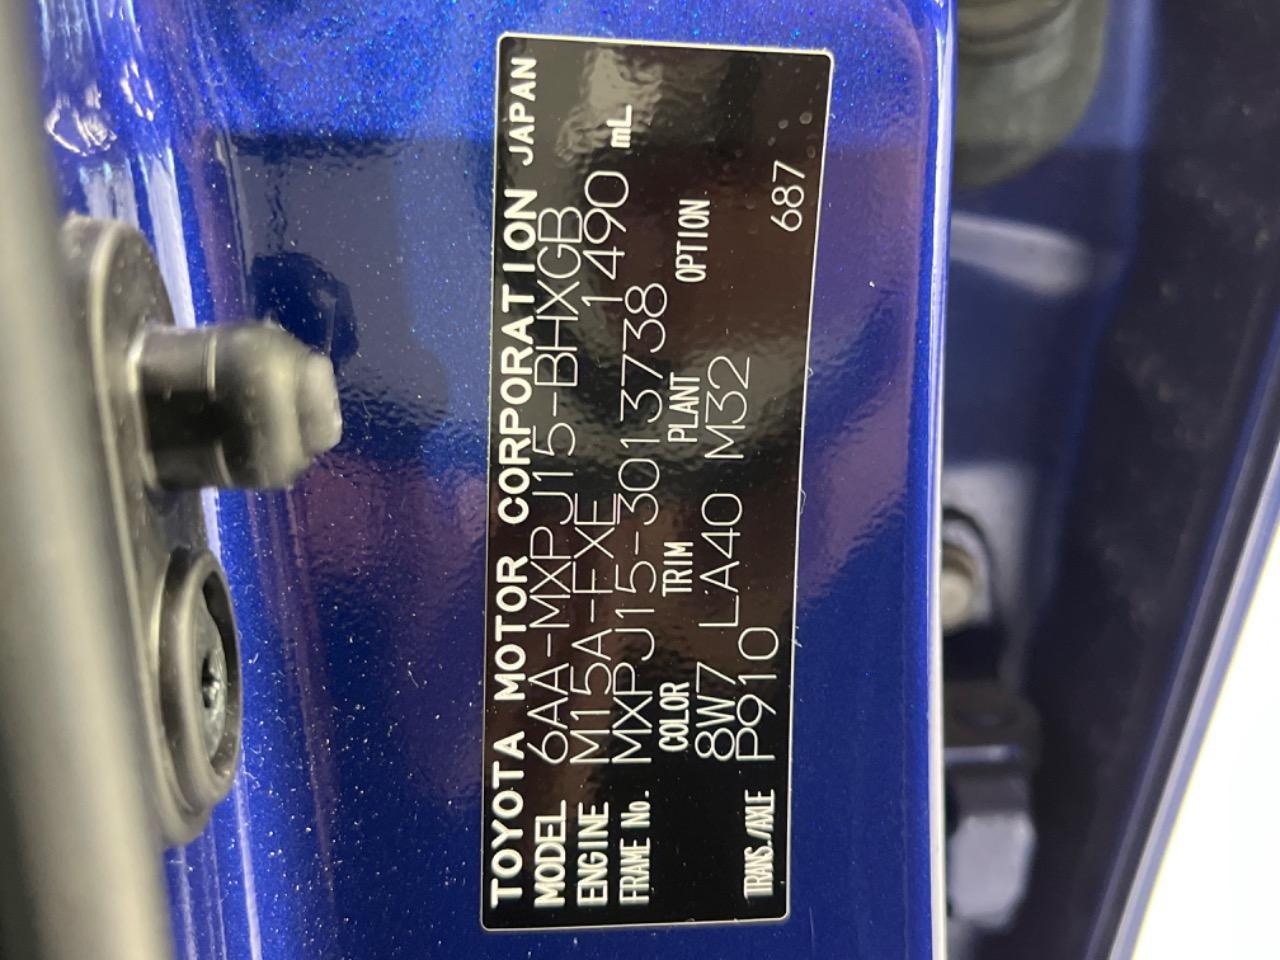 TOYOTA MOTOR CORPORATION JAPAN
MODEL 6AA-MXPJ15-BHXGB
ENGINE M15A-FXE 1490 mL
FRAME No. MXPJ15-3013738
COLOR TRIM PLANT OPTION
8W7 LA40 M32
TRANS./AXLE P910 687